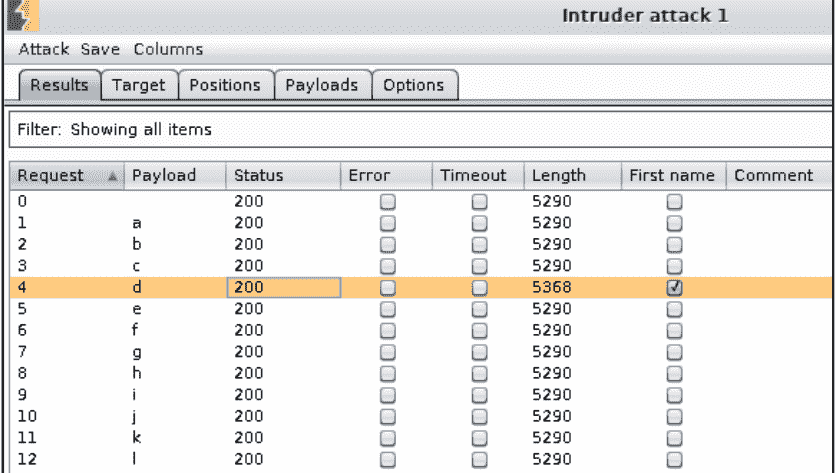 Intruder attack 1
Attack Save Columns
Results Target Positions Payloads Options
Filter: Showing all items
Request Payload Status Error Timeout Length First name Comment
0 200 5290
1 a 200 5290
2 b 200 5290
3 c 200 5290
4 d 200 5368
5 e 200 5290
6 f 200 5290
7 g 200 5290
8 h 200 5290
9 i 200 5290
10 j 200 5290
11 k 200 5290
12 l 200 5290